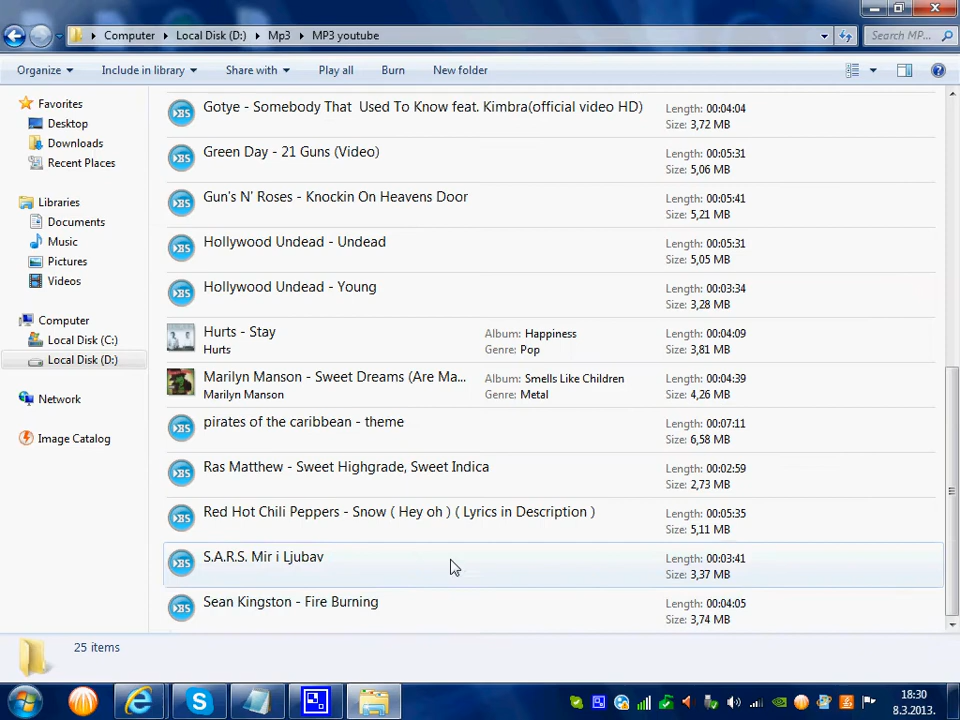 Computer ▸ Local Disk (D:) ▸ Mp3 ▸ MP3 youtube
Search MP...
Organize
Include in library
Share with
Play all
Burn
New folder
Favorites
Desktop
Downloads
Recent Places
Libraries
Documents
Music
Pictures
Videos
Computer
Local Disk (C:)
Local Disk (D:)
Network
Image Catalog
Gotye - Somebody That  Used To Know feat. Kimbra(official video HD)
Length: 00:04:04
Size: 3,72 MB
Green Day - 21 Guns (Video)
Length: 00:05:31
Size: 5,06 MB
Gun's N' Roses - Knockin On Heavens Door
Length: 00:05:41
Size: 5,21 MB
Hollywood Undead - Undead
Length: 00:05:31
Size: 5,05 MB
Hollywood Undead - Young
Length: 00:03:34
Size: 3,28 MB
Hurts - Stay
Hurts
Album: Happiness
Genre: Pop
Length: 00:04:09
Size: 3,81 MB
Marilyn Manson - Sweet Dreams (Are Ma...
Marilyn Manson
Album: Smells Like Children
Genre: Metal
Length: 00:04:39
Size: 4,26 MB
pirates of the caribbean - theme
Length: 00:07:11
Size: 6,58 MB
Ras Matthew - Sweet Highgrade, Sweet Indica
Length: 00:02:59
Size: 2,73 MB
Red Hot Chili Peppers - Snow ( Hey oh ) ( Lyrics in Description )
Length: 00:05:35
Size: 5,11 MB
S.A.R.S. Mir i Ljubav
Length: 00:03:41
Size: 3,37 MB
Sean Kingston - Fire Burning
Length: 00:04:05
Size: 3,74 MB
25 items
18:30
8.3.2013.